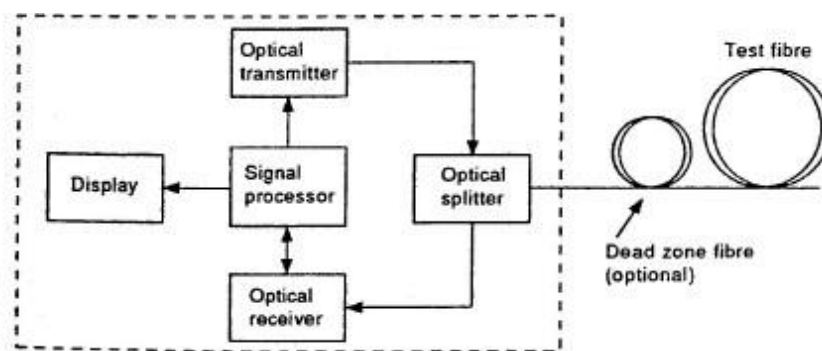 Optical
transmitter
Test fibre
Display
Signal
processor
Optical
splitter
Dead zone fibre
(optional)
Optical
receiver